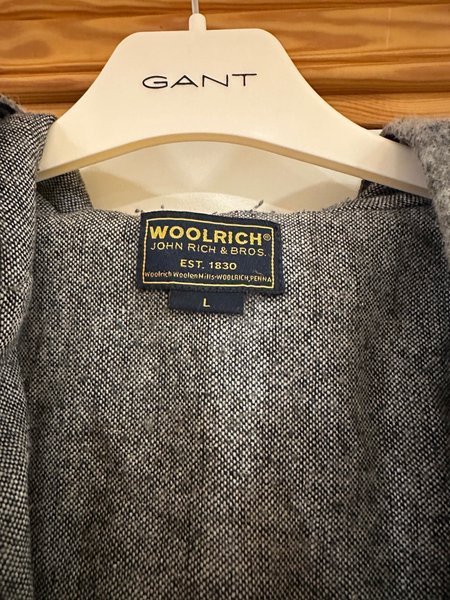 GANT
WOOLRICH®
JOHN RICH & BROS.
EST. 1830
Woolrich Woolen Mills-WOOLRICH, PENNA
L